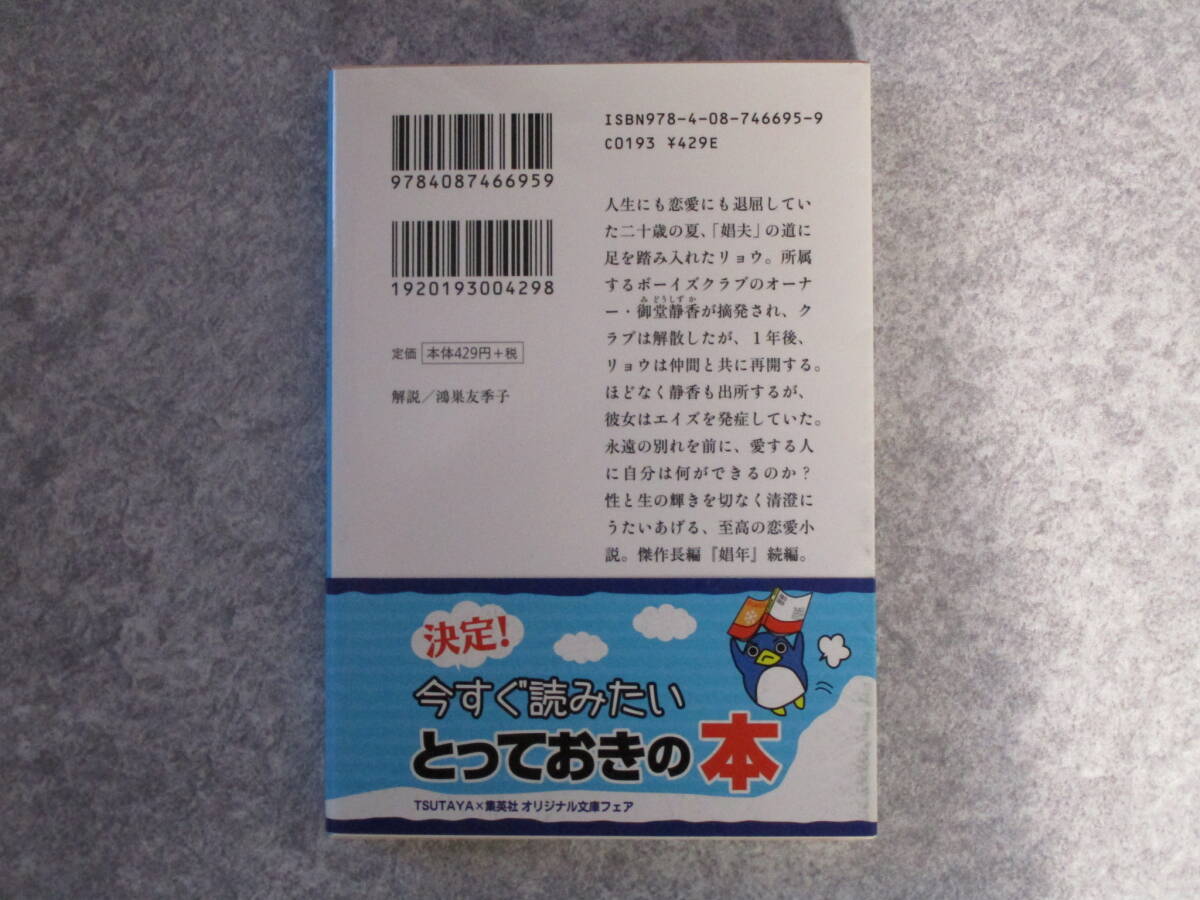 9784087466959
1920193004298
定価 本体429円+税
解説/鴻巣友季子
ISBN978-4-08-746695-9
C0193 ¥429E
人生にも恋愛にも退屈してい
た二十歳の夏、「娼夫」の道に
足を踏み入れたリョウ。所属
するボーイズクラブのオーナ
みどうしずか
ー・御堂静香が摘発され、ク
ラブは解散したが、1年後、
リョウは仲間と共に再開する。
ほどなく静香も出所するが、
彼女はエイズを発症していた。
永遠の別れを前に、愛する人
に自分は何ができるのか?
性と生の輝きを切なく清澄に
うたいあげる、至高の恋愛小
説。傑作長編『娼年』続編。
決定!
今すぐ読みたい
とっておきの本
TSUTAYA×集英社 オリジナル文庫フェア